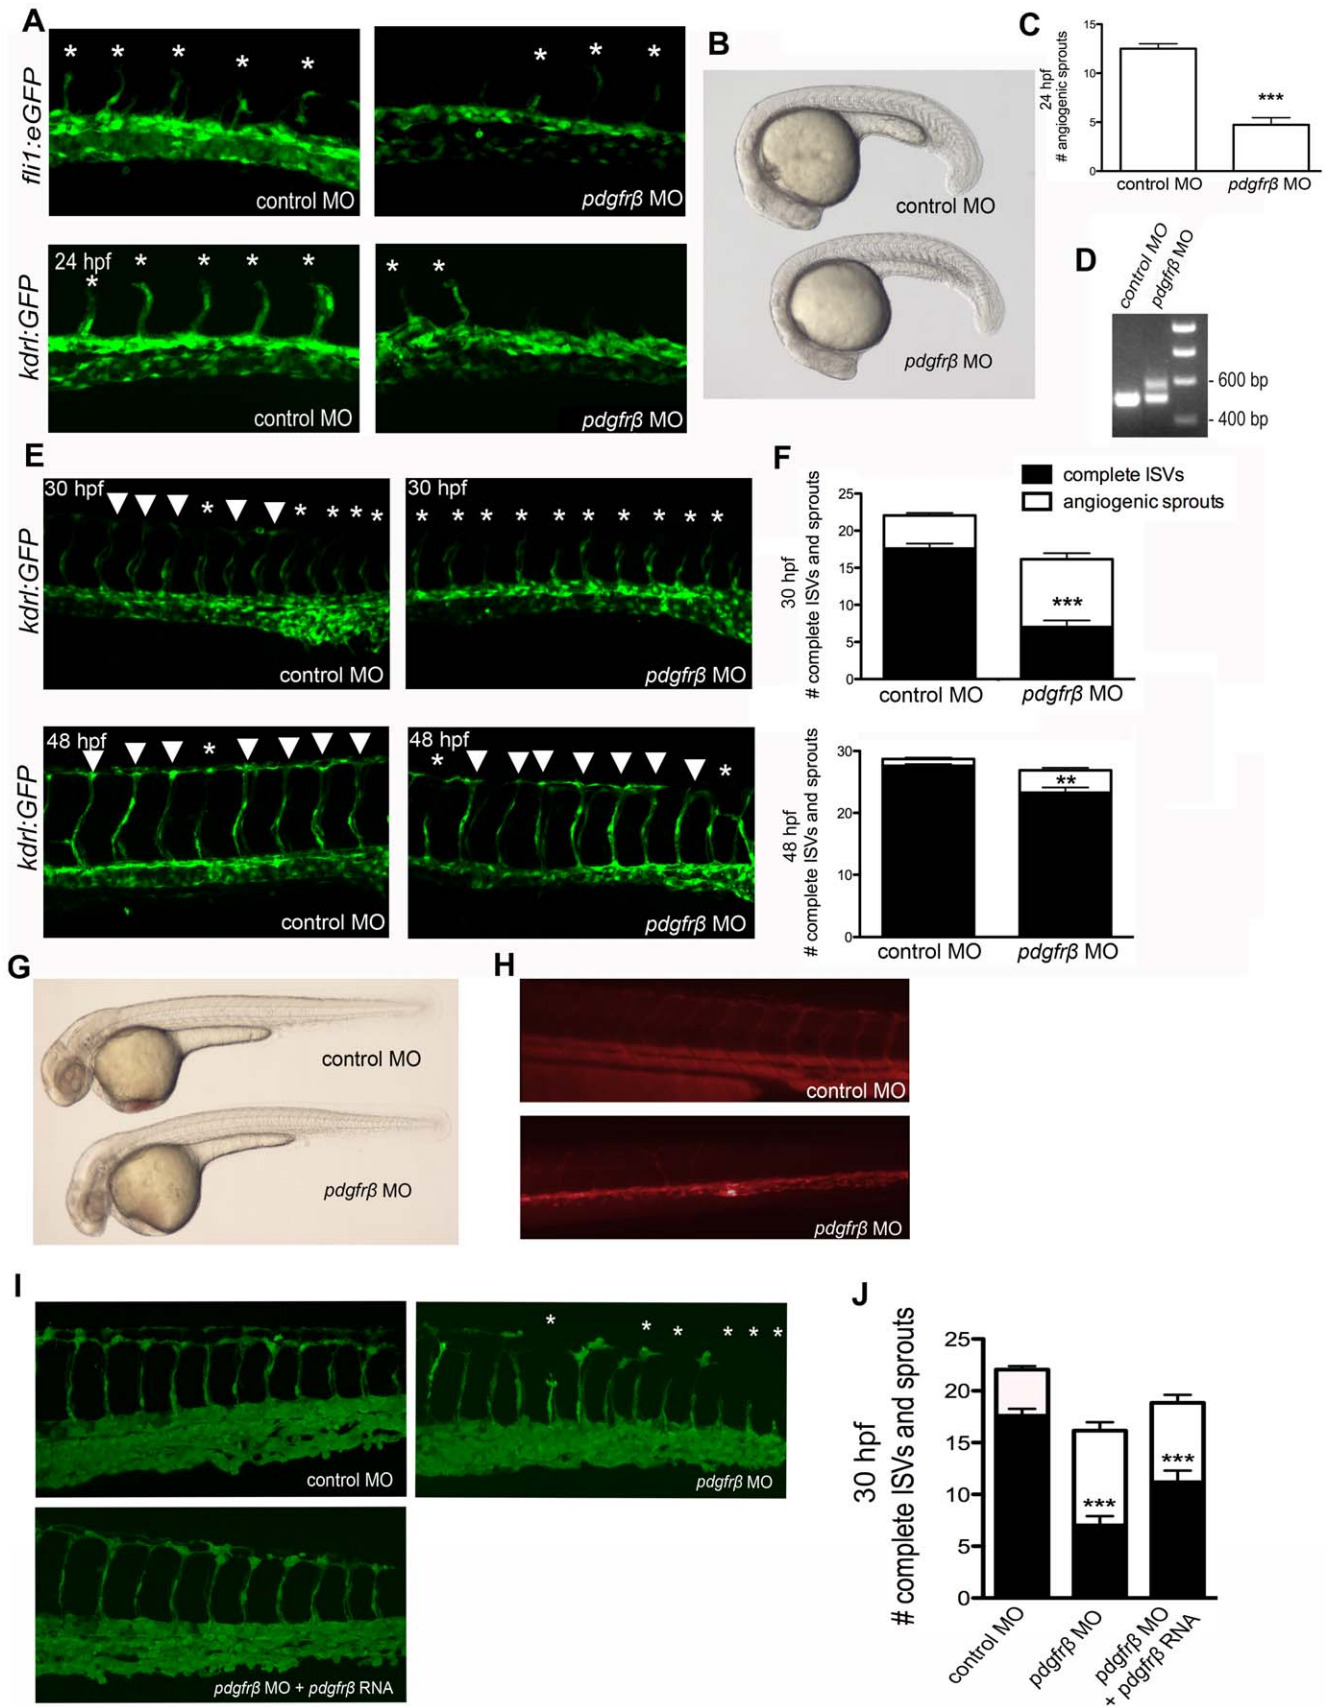 A
fli1:eGFP
* * * * *
control MO
* * *
pdgfrβ MO
kdrl:GFP
24 hpf
* * * * *
control MO
* *
pdgfrβ MO
B
control MO
pdgfrβ MO
C
24 hpf
# angiogenic sprouts
15
10
5
0
***
control MO
pdgfrβ MO
D
control MO
pdgfrβ MO
- 600 bp
- 400 bp
E
kdrl:GFP
30 hpf
* * * * *
control MO
30 hpf
* * * * * * * * * *
pdgfrβ MO
kdrl:GFP
48 hpf
*
control MO
48 hpf
* *
pdgfrβ MO
F
complete ISVs
angiogenic sprouts
30 hpf
# complete ISVs and sprouts
25
20
15
10
5
0
***
control MO
pdgfrβ MO
48 hpf
# complete ISVs and sprouts
30
20
10
0
**
control MO
pdgfrβ MO
G
control MO
pdgfrβ MO
H
control MO
pdgfrβ MO
I
control MO
* * * * * *
pdgfrβ MO
pdgfrβ MO + pdgfrβ RNA
J
30 hpf
# complete ISVs and sprouts
25
20
15
10
5
0
***
***
control MO
pdgfrβ MO
pdgfrβ MO
+ pdgfrβ RNA